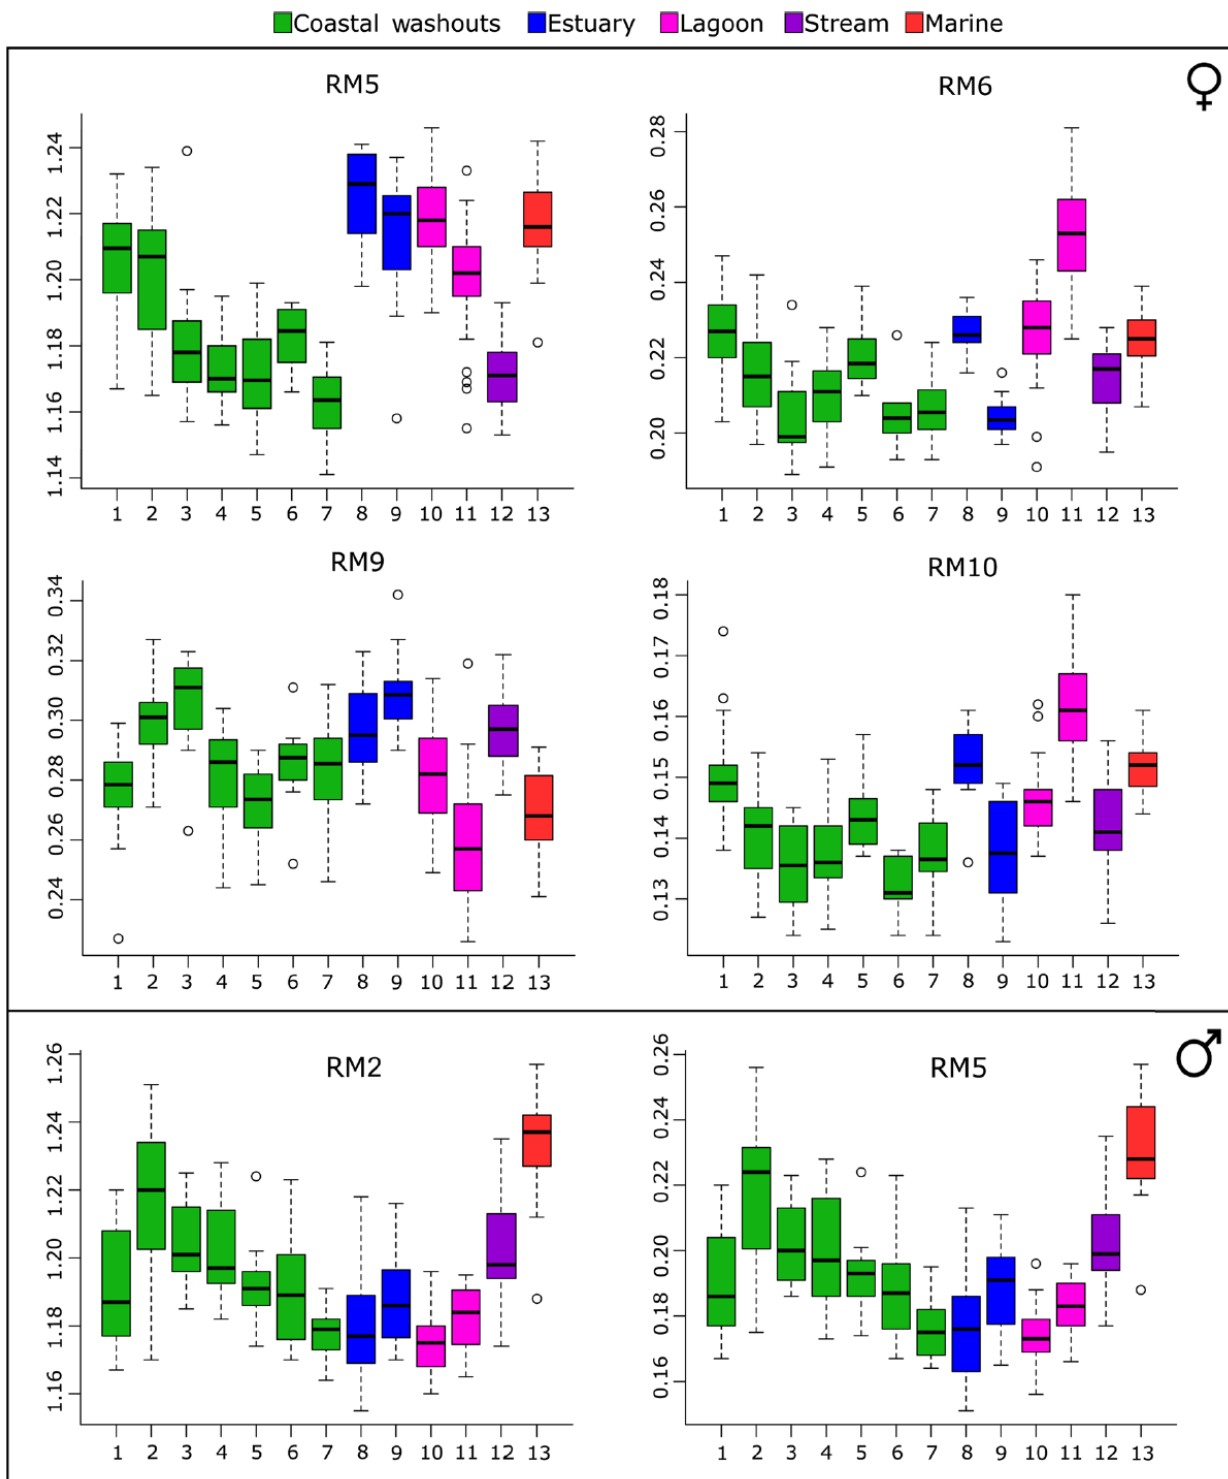 Coastal washouts Estuary Lagoon Stream Marine
RM5
1.24
1.22
1.20
1.18
1.16
1.14
1 2 3 4 5 6 7 8 9 10 11 12 13
RM6
♀
0.28
0.26
0.24
0.22
0.20
1 2 3 4 5 6 7 8 9 10 11 12 13
RM9
0.34
0.32
0.30
0.28
0.26
0.24
1 2 3 4 5 6 7 8 9 10 11 12 13
RM10
0.18
0.17
0.16
0.15
0.14
0.13
1 2 3 4 5 6 7 8 9 10 11 12 13
RM2
1.26
1.24
1.22
1.20
1.18
1.16
1 2 3 4 5 6 7 8 9 10 11 12 13
RM5
♂
0.26
0.24
0.22
0.20
0.18
0.16
1 2 3 4 5 6 7 8 9 10 11 12 13